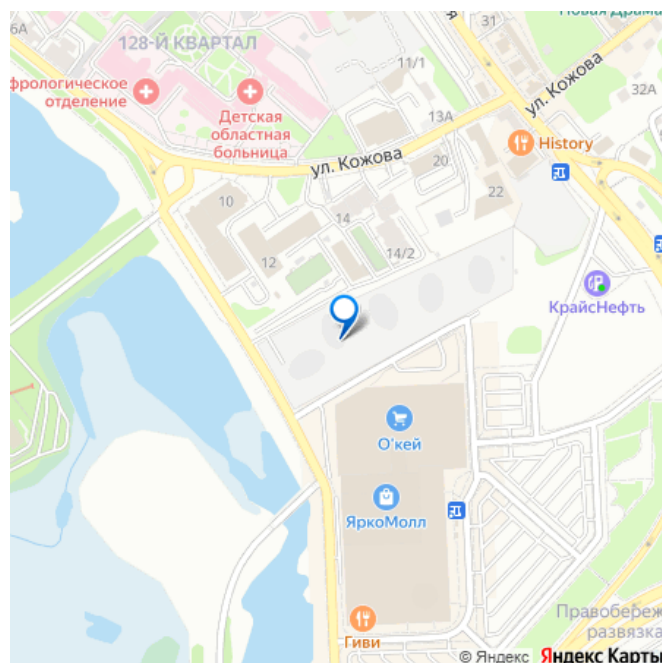 6А
128-Й КВАРТАЛ
я
31
Новая Драма
11/1
фрологическое
отделение
Детская
областная
больница
ул. Кожова
32А
13А
ул. Кожова
20
History
22
10
14
12
14/2
КрайсНефть
О'кей
ЯркоМолл
Гиви
Правобереж
развязка
© Яндекс Яндекс Карты